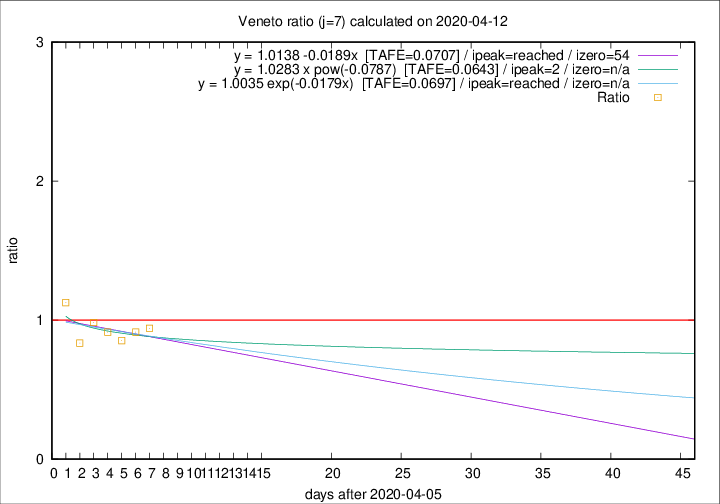 Veneto ratio (j=7) calculated on 2020-04-12
y = 1.0138 -0.0189x [TAFE=0.0707] / ipeak=reached / izero=54
y = 1.0283 x pow(-0.0787) [TAFE=0.0643] / ipeak=2 / izero=n/a
y = 1.0035 exp(-0.0179x) [TAFE=0.0697] / ipeak=reached / izero=n/a
Ratio
3
2
1
0
ratio
0 1 2 3 4 5 6 7 8 9 10 11 12 13 14 15 20 25 30 35 40 45
days after 2020-04-05